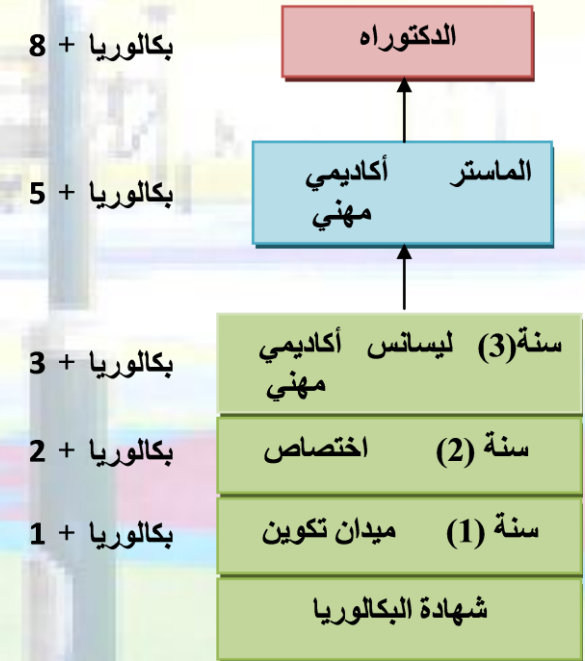 الدكتوراه
بكالوريا + 8
الماستر أكاديمي
مهني
بكالوريا + 5
سنة(3) ليسانس أكاديمي
مهني
بكالوريا + 3
سنة (2) اختصاص
بكالوريا + 2
سنة (1) ميدان تكوين
بكالوريا + 1
شهادة البكالوريا